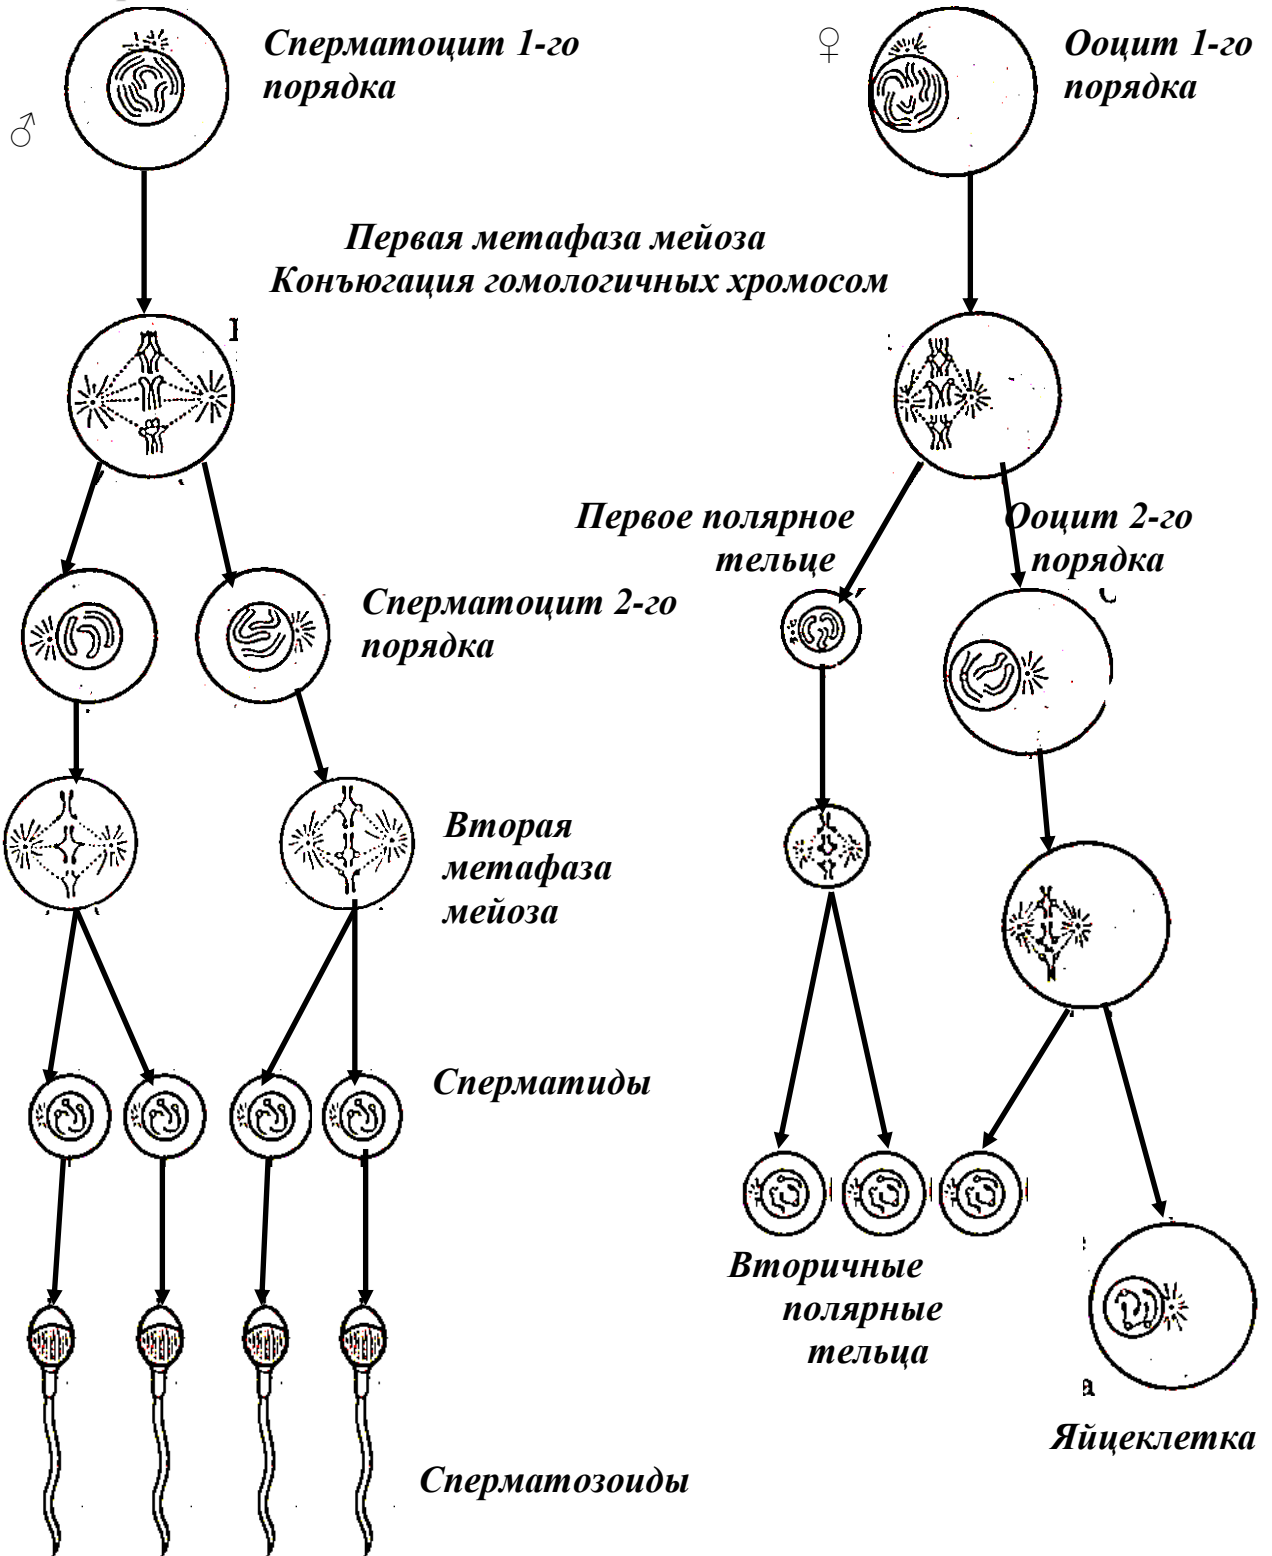 Сперматоцит 1-го
порядка
♂
♀
Ооцит 1-го
порядка
Первая метафаза мейоза
Конъюгация гомологичных хромосом
Первое полярное
тельце
Ооцит 2-го
порядка
Сперматоцит 2-го
порядка
Вторая
метафаза
мейоза
Сперматиды
Вторичные
полярные
тельца
Яйцеклетка
Сперматозоиды